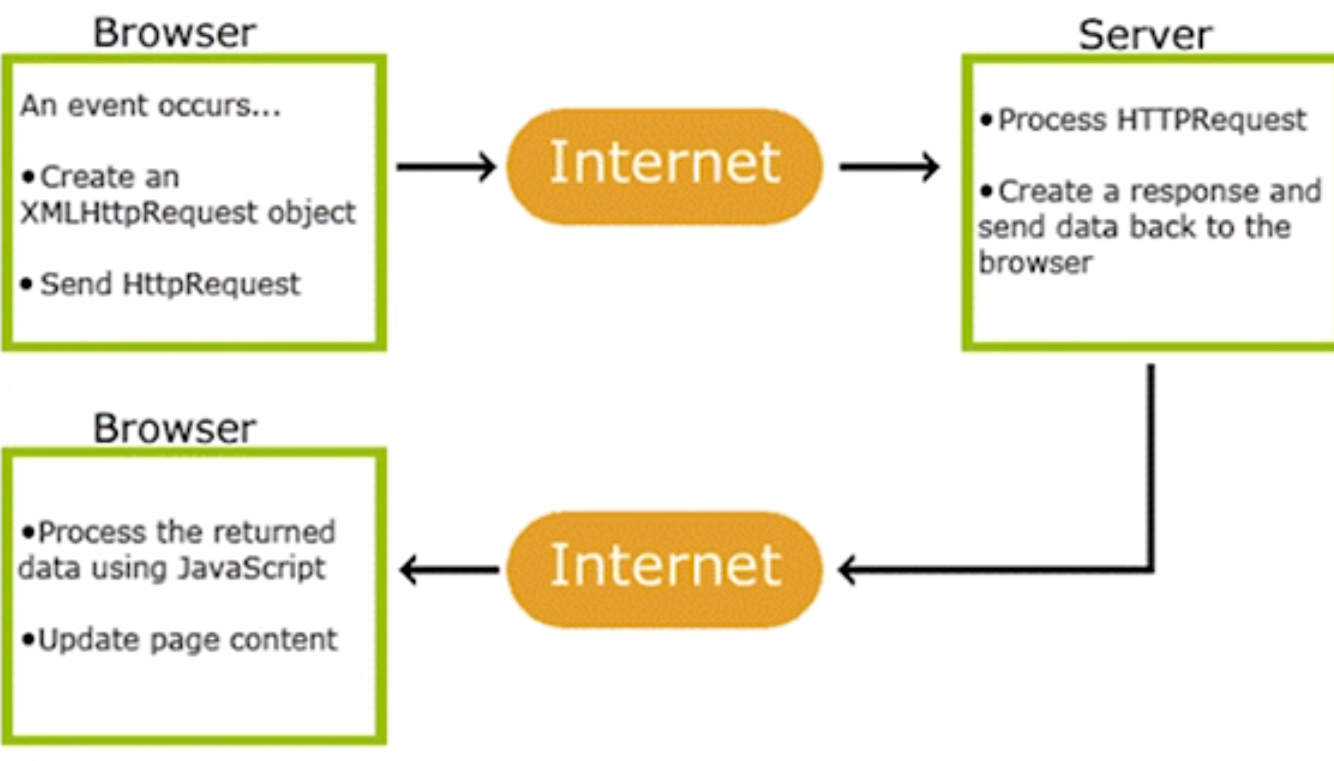 Browser
An event occurs...
•Create an
XMLHttpRequest object
• Send HttpRequest
Internet
Server
•Process HTTPRequest
•Create a response and
send data back to the
browser
Browser
•Process the returned
data using JavaScript
•Update page content
Internet